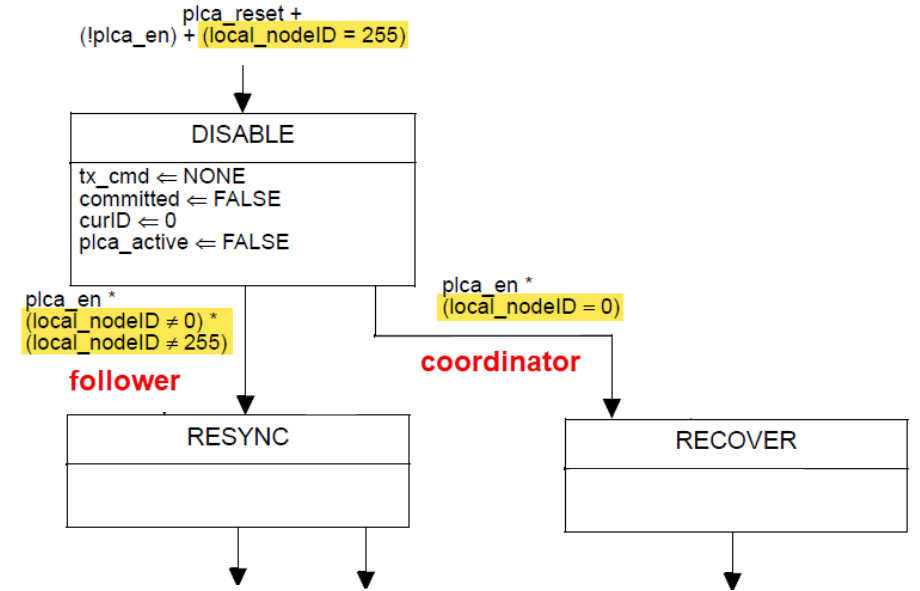 plca_reset +
(!plca_en) + (local_nodeID = 255)
DISABLE
tx_cmd ⇐ NONE
committed ⇐ FALSE
curID ⇐ 0
plca_active ⇐ FALSE
plca_en *
(local_nodeID ≠ 0) *
(local_nodeID ≠ 255)
follower
plca_en *
(local_nodeID = 0)
coordinator
RESYNC
RECOVER